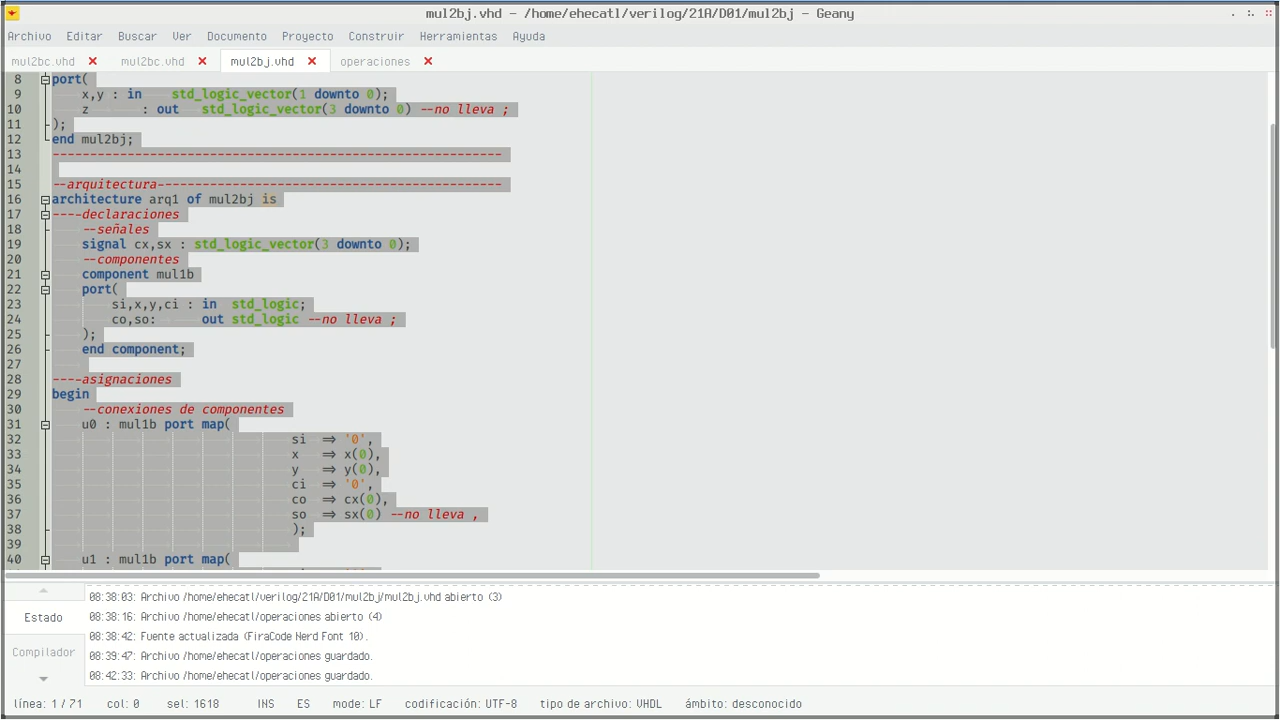 mul2bj.vhd – /home/ehecatl/verilog/21A/D01/mul2bj – Geany
Archivo Editar Buscar Ver Documento Proyecto Construir Herramientas Ayuda
mul2bc.vhd mul2bc.vhd mul2bj.vhd operaciones
8 port(
9 x,y : in std_logic_vector(1 downto 0);
10 z : out std_logic_vector(3 downto 0) --no lleva ;
11 );
12 end mul2bj;
13 ------------------------------------------------------------
14
15 --arquitectura----------------------------------------------
16 architecture arq1 of mul2bj is
17 ----declaraciones
18 --señales
19 signal cx,sx : std_logic_vector(3 downto 0);
20 --componentes
21 component mul1b
22 port(
23 si,x,y,ci : in std_logic;
24 co,so: out std_logic --no lleva ;
25 );
26 end component;
27
28 ----asignaciones
29 begin
30 --conexiones de componentes
31 u0 : mul1b port map(
32 si => '0',
33 x => x(0),
34 y => y(0),
35 ci => '0',
36 co => cx(0),
37 so => sx(0) --no lleva ,
38 );
39
40 u1 : mul1b port map(
08:38:03: Archivo /home/ehecatl/verilog/21A/D01/mul2bj/mul2bj.vhd abierto (3)
Estado 08:38:16: Archivo /home/ehecatl/operaciones abierto (4)
08:38:42: Fuente actualizada (FiraCode Nerd Font 10).
Compilador 08:39:47: Archivo /home/ehecatl/operaciones guardado.
08:42:33: Archivo /home/ehecatl/operaciones guardado.
línea: 1 / 71 col: 0 sel: 1618 INS ES mode: LF codificación: UTF-8 tipo de archivo: VHDL ámbito: desconocido